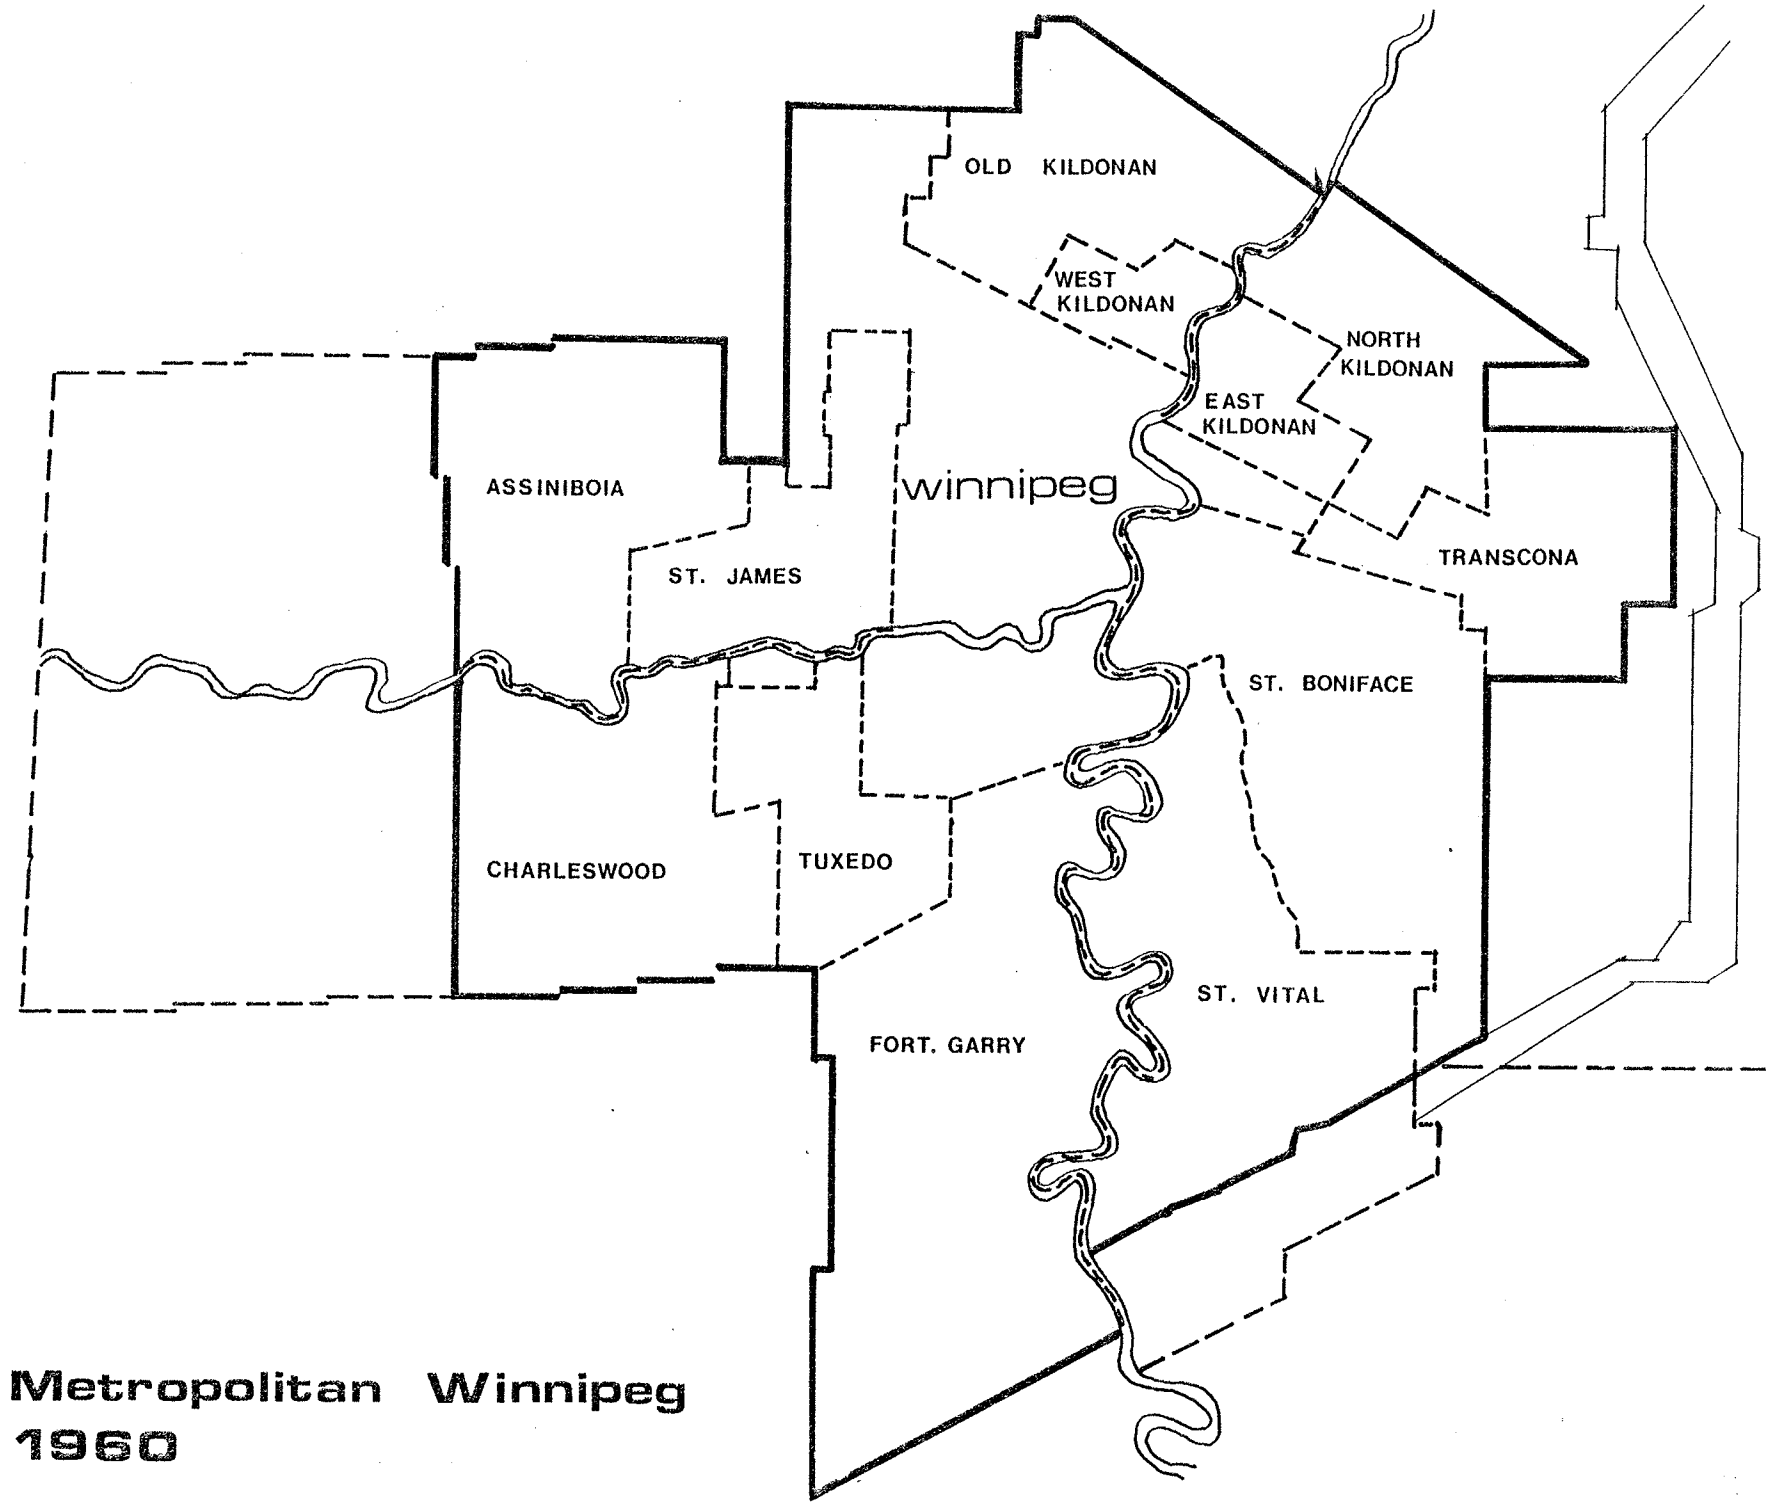 OLD KILDONAN
WEST
KILDONAN
NORTH
KILDONAN
EAST
KILDONAN
winnipeg
ASSINIBOIA
ST. JAMES
TRANSCONA
ST. BONIFACE
CHARLESWOOD
TUXEDO
ST. VITAL
FORT. GARRY
Metropolitan Winnipeg
1960